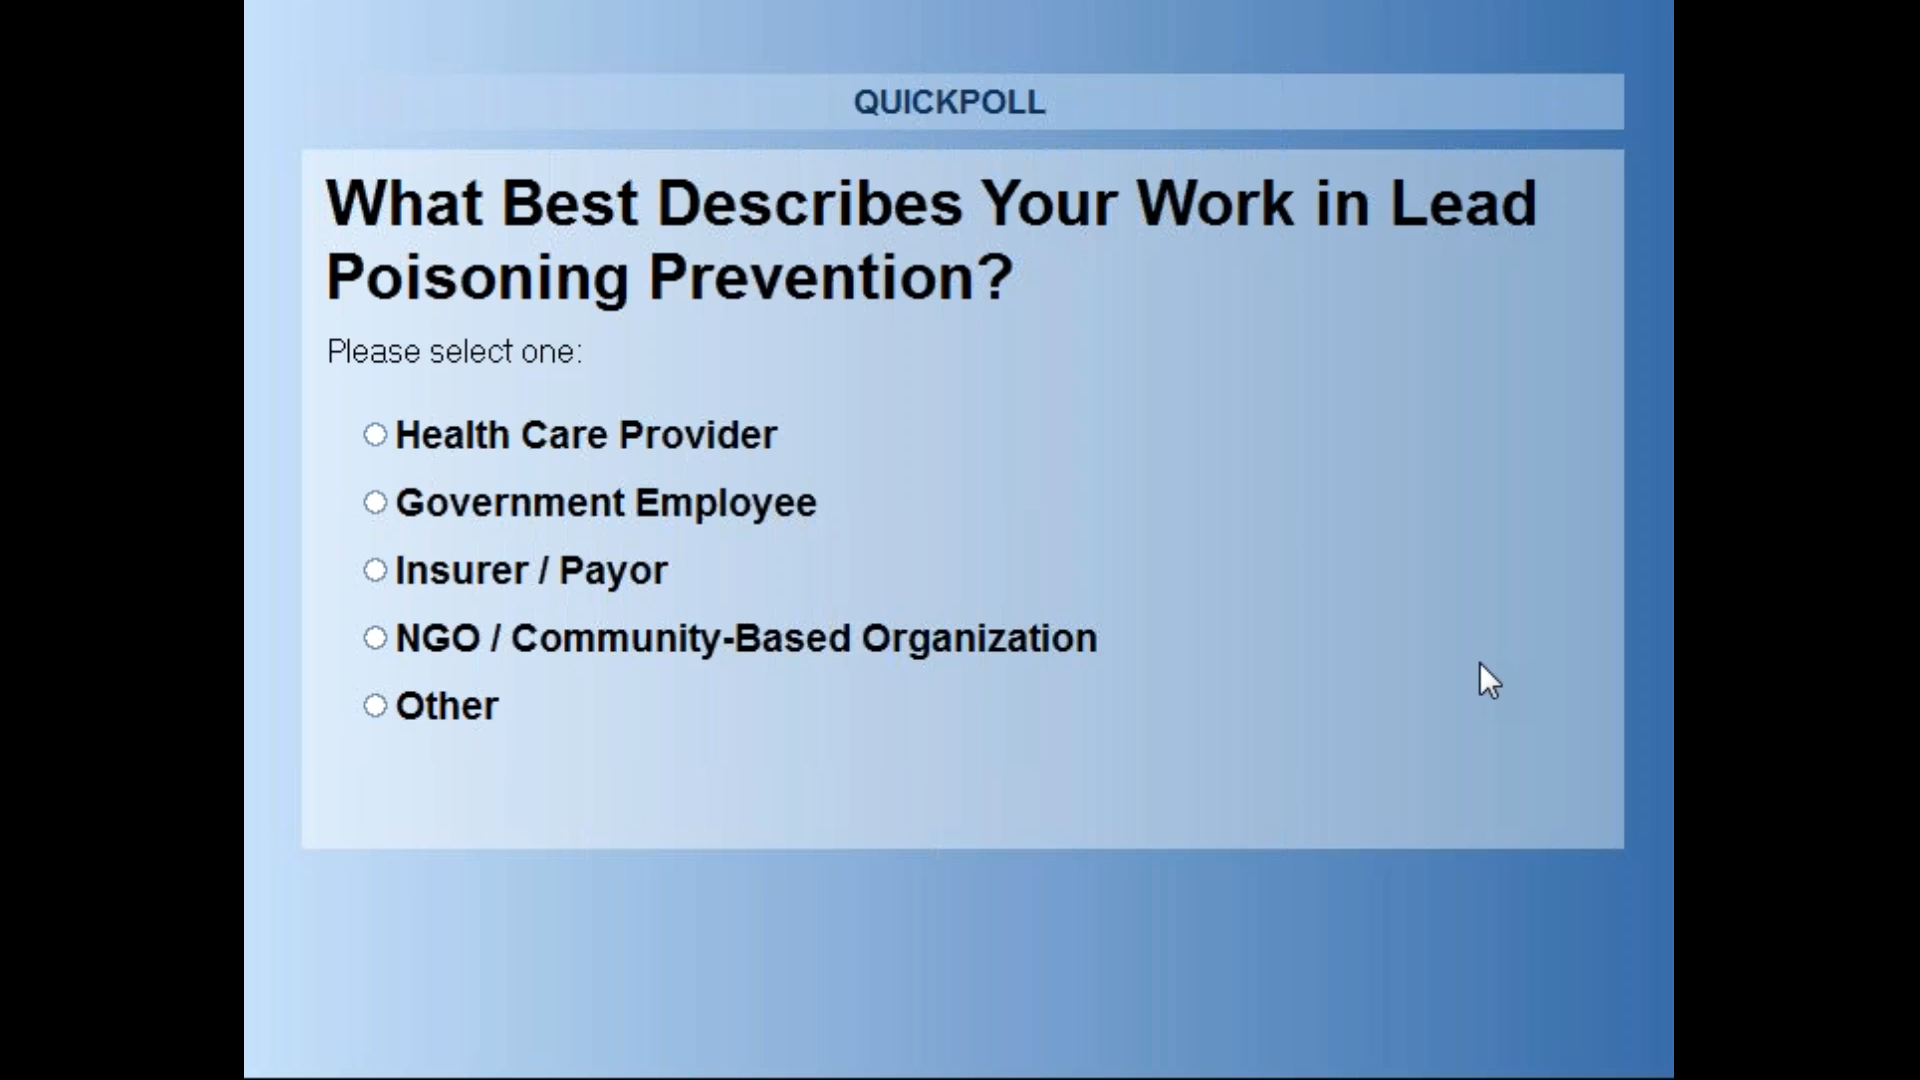 QUICKPOLL
What Best Describes Your Work in Lead
Poisoning Prevention?
Please select one:
Health Care Provider
Government Employee
Insurer / Payor
NGO / Community-Based Organization
Other